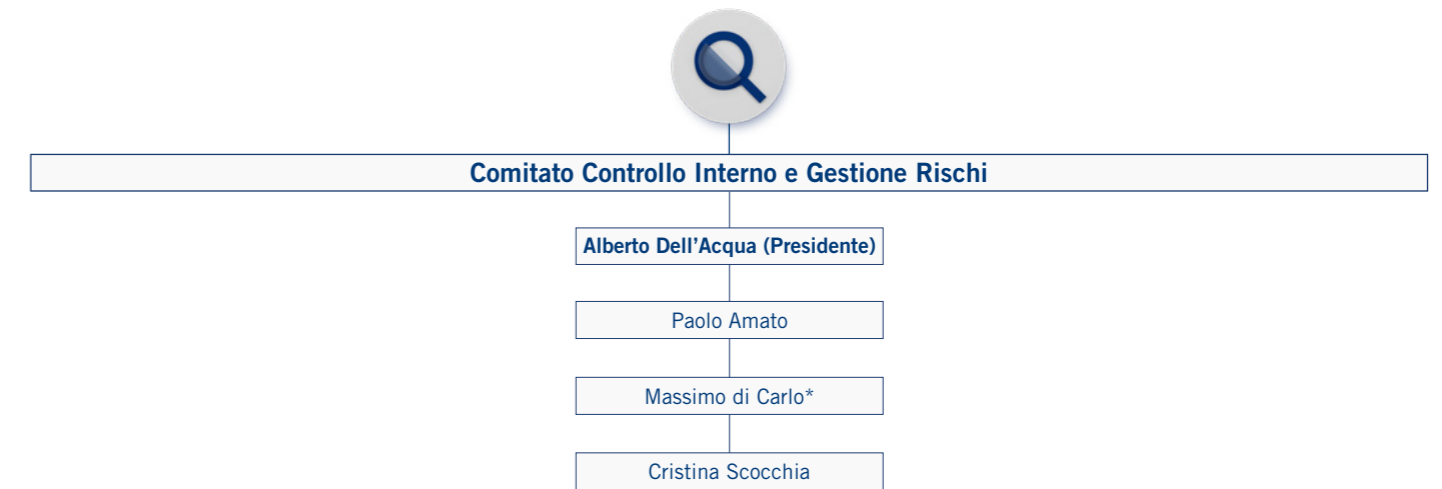 Comitato Controllo Interno e Gestione Rischi
Alberto Dell’Acqua (Presidente)
Paolo Amato
Massimo di Carlo*
Cristina Scocchia